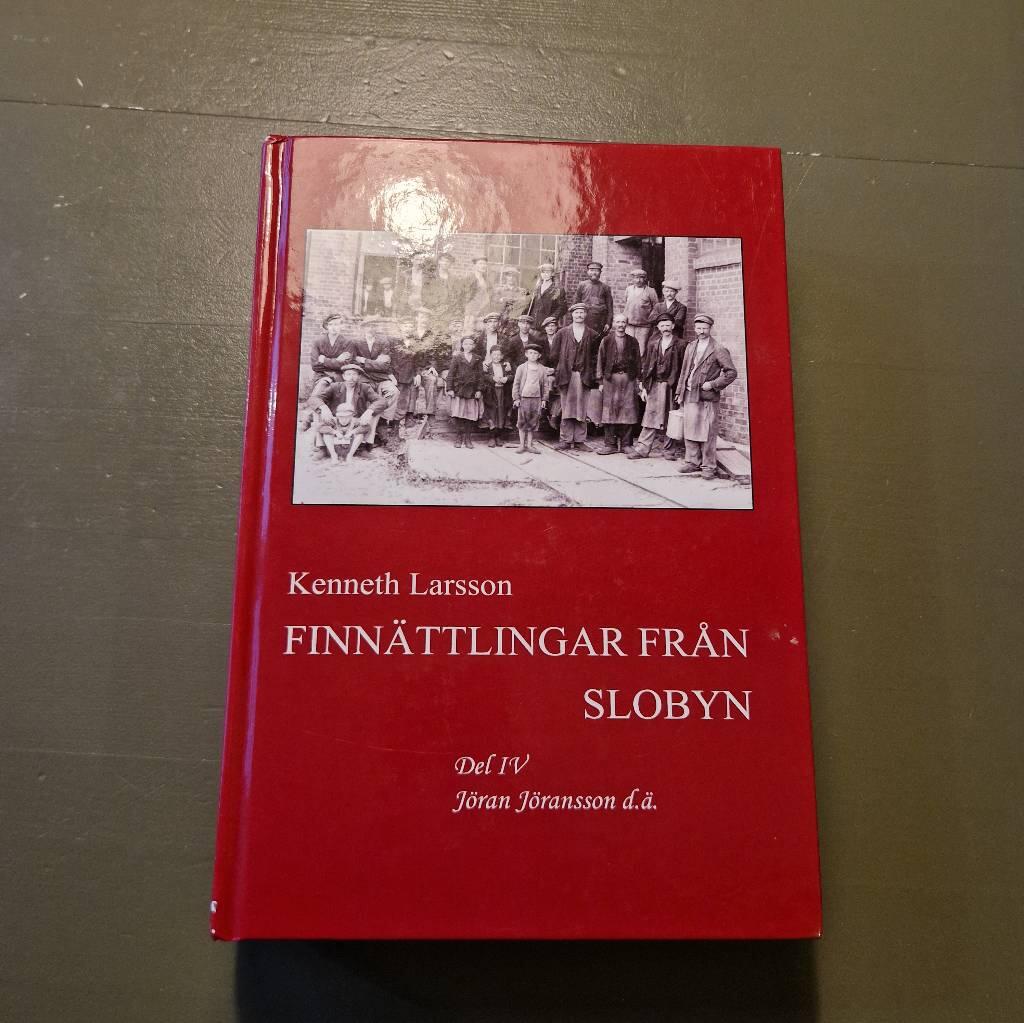 Kenneth Larsson
FINNÄTTLINGAR FRÅN
SLOBYN
Del IV
Jöran Jöransson d.ä.